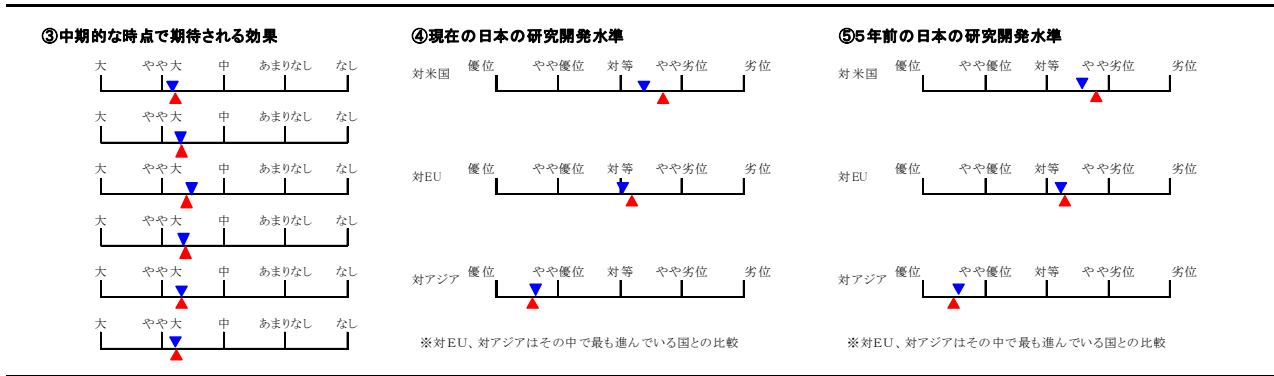 ③中期的な時点で期待される効果
大 やや大 中 あまりなし なし
大 やや大 中 あまりなし なし
大 やや大 中 あまりなし なし
大 やや大 中 あまりなし なし
大 やや大 中 あまりなし なし
大 やや大 中 あまりなし なし
④現在の日本の研究開発水準
対米国 優位 やや優位 対等 やや劣位 劣位
対EU 優位 やや優位 対等 やや劣位 劣位
対アジア 優位 やや優位 対等 やや劣位 劣位
※対EU、対アジアはその中で最も進んでいる国との比較
⑤5年前の日本の研究開発水準
対米国 優位 やや優位 対等 やや劣位 劣位
対EU 優位 やや優位 対等 やや劣位 劣位
対アジア 優位 やや優位 対等 やや劣位 劣位
※対EU、対アジアはその中で最も進んでいる国との比較